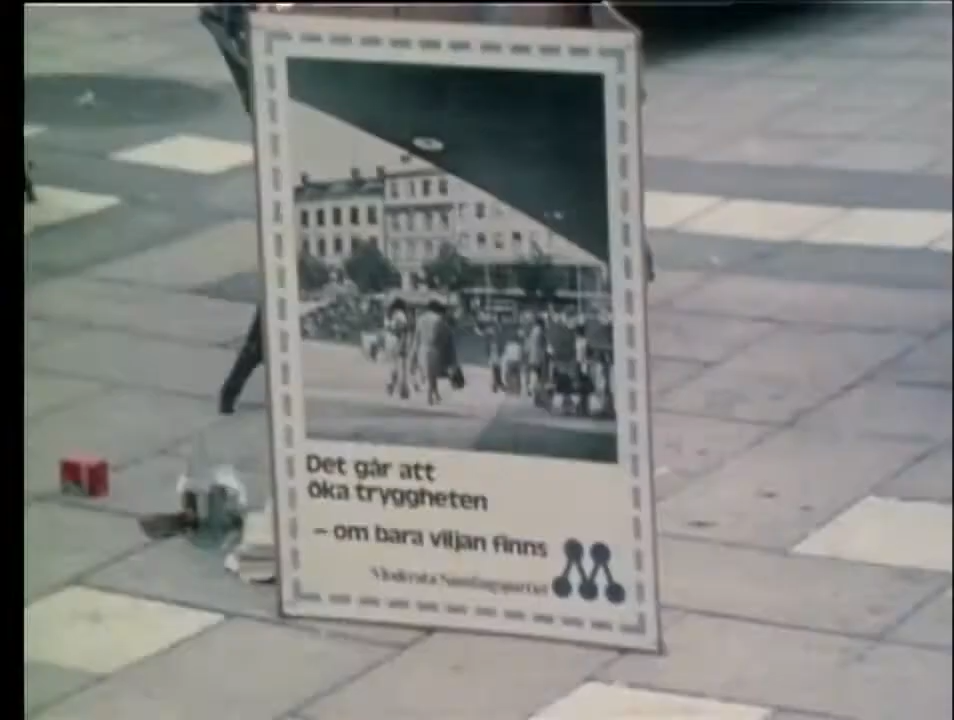 Det går att
öka tryggheten
– om bara viljan finns
Moderata Samlingspartiet